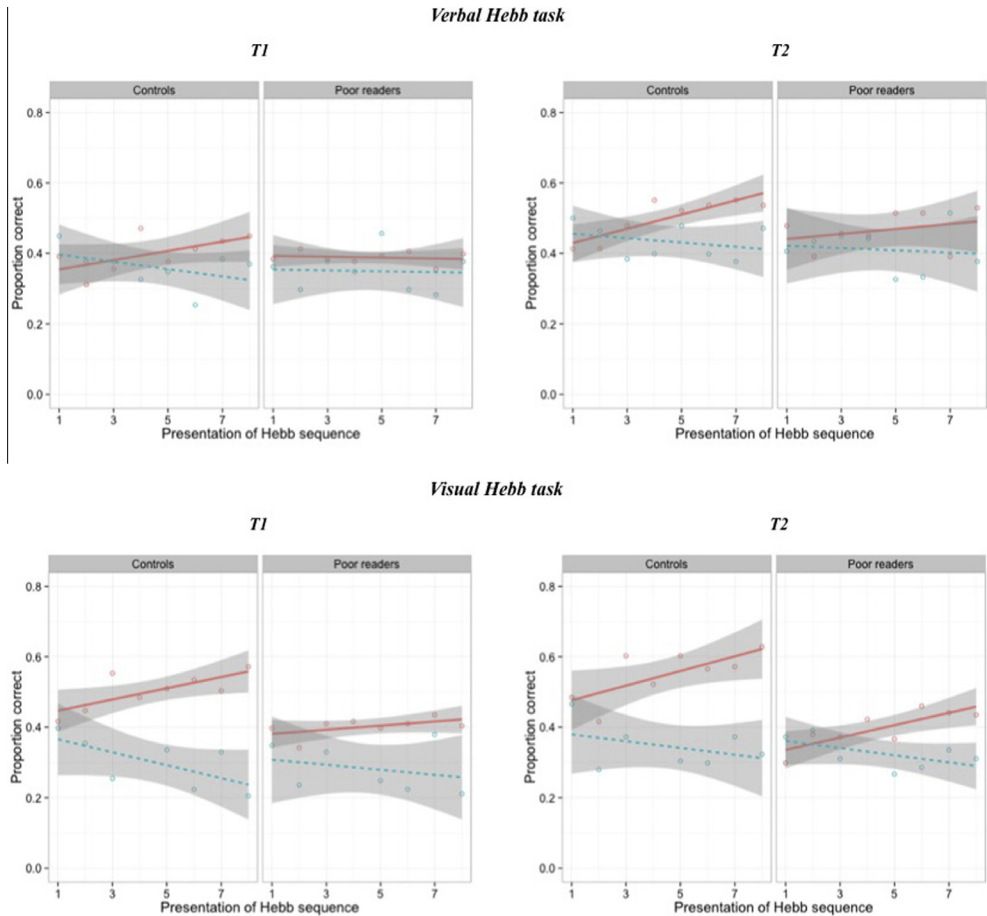 Verbal Hebb task
T1
T2
Controls
Poor readers
Controls
Poor readers
Proportion correct
0.8
0.6
0.4
0.2
0.0
1
3
5
7
1
3
5
7
Presentation of Hebb sequence
Proportion correct
0.8
0.6
0.4
0.2
0.0
1
3
5
7
1
3
5
7
Presentation of Hebb sequence
Visual Hebb task
T1
T2
Controls
Poor readers
Controls
Poor readers
Proportion correct
0.8
0.6
0.4
0.2
0.0
1
3
5
7
1
3
5
7
Presentation of Hebb sequence
Proportion correct
0.8
0.6
0.4
0.2
0.0
1
3
5
7
1
3
5
7
Presentation of Hebb sequence